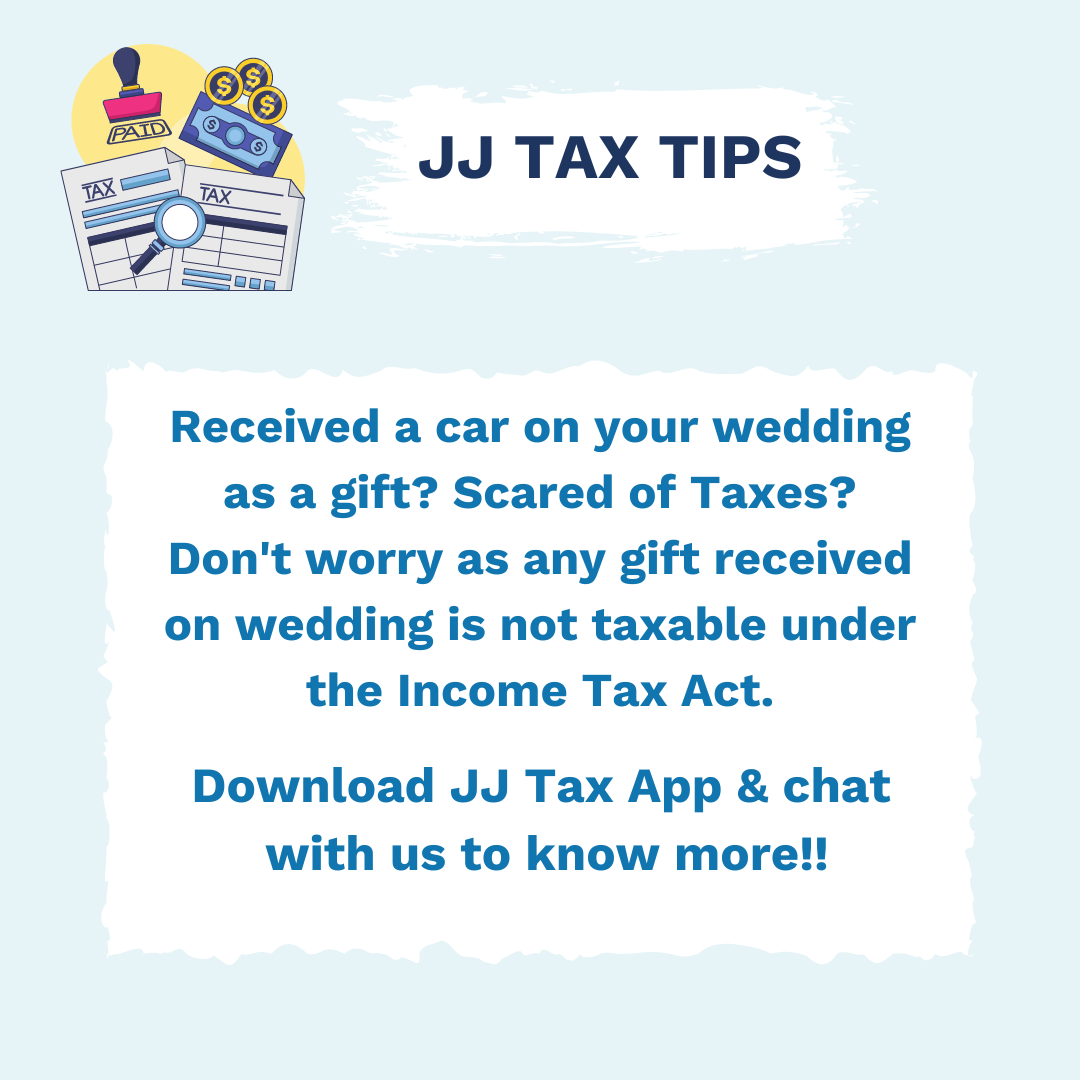 PAID
TAX
TAX
JJ TAX TIPS
Received a car on your wedding
as a gift? Scared of Taxes?
Don't worry as any gift received
on wedding is not taxable under
the Income Tax Act.
Download JJ Tax App & chat
with us to know more!!